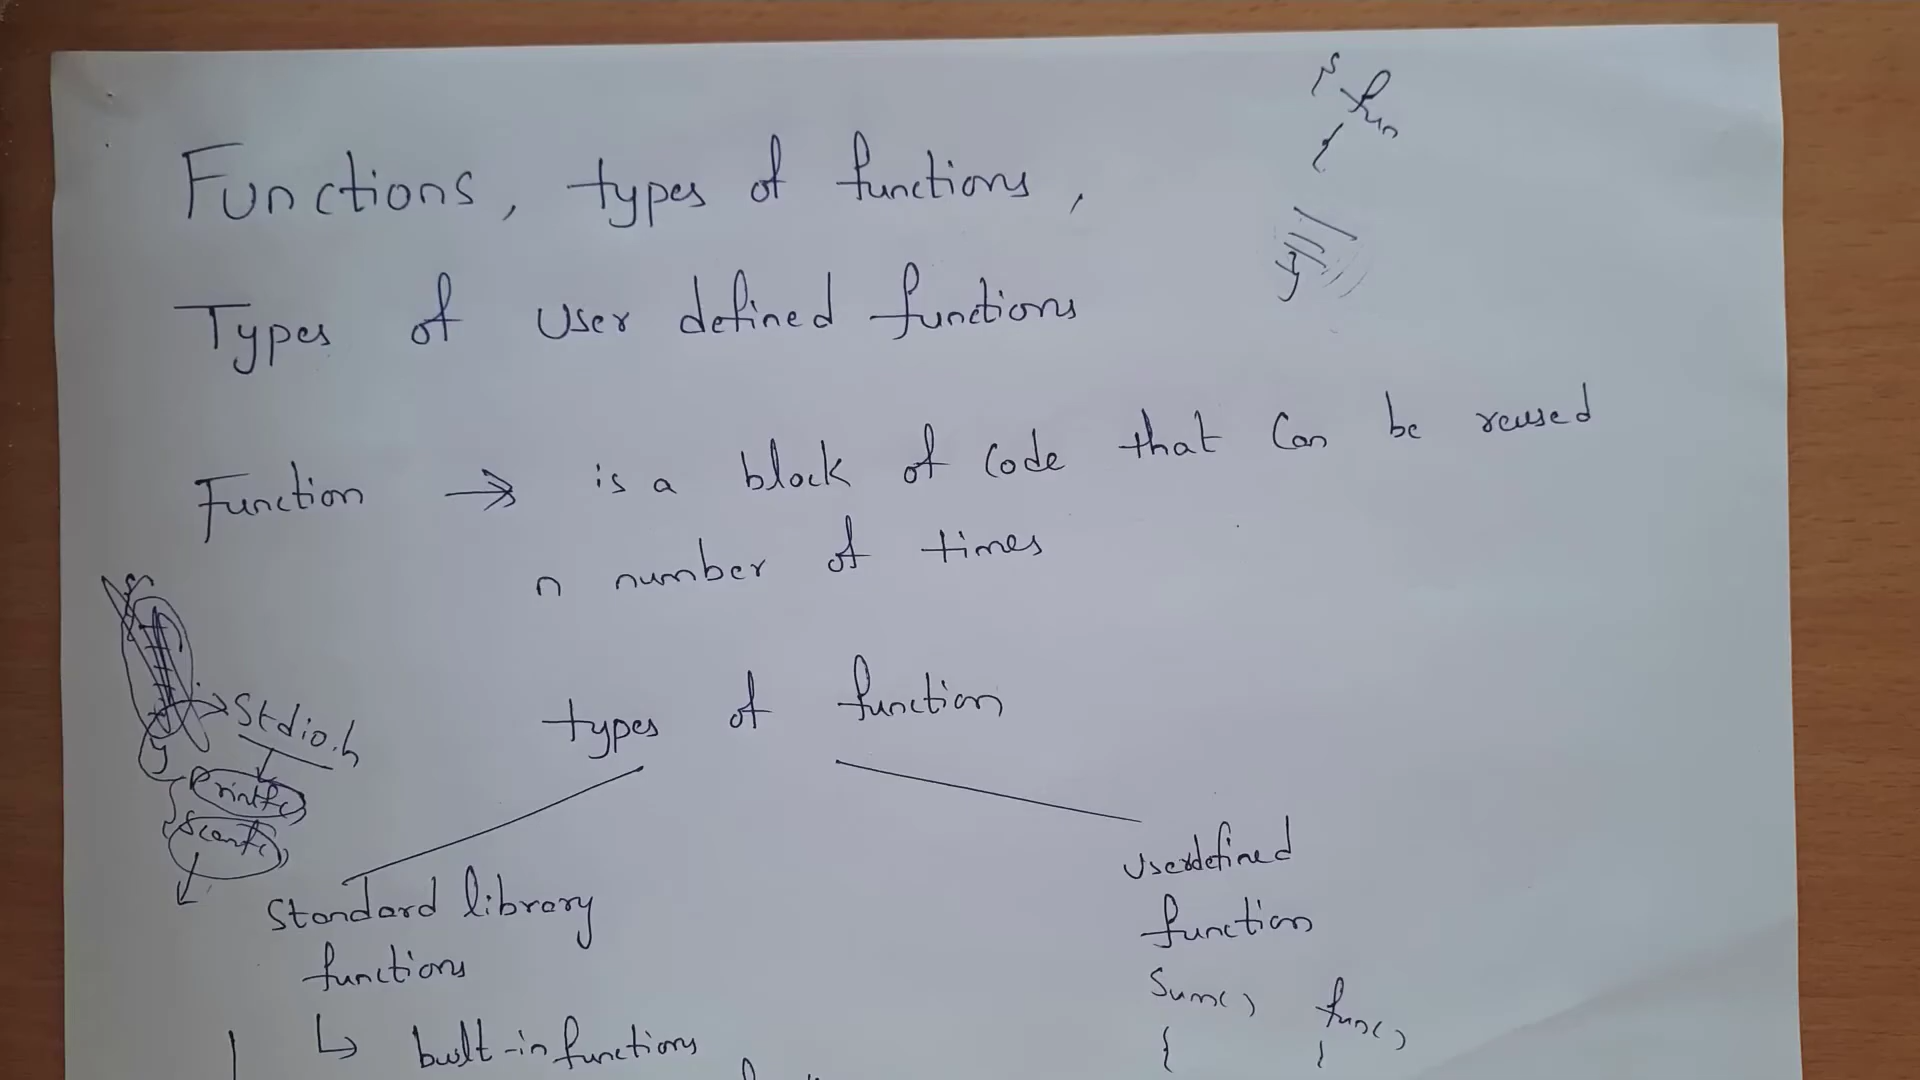 fun
{
}
Functions, types of functions,
Types of User defined functions
Function → is a block of code that can be reused
n number of times
types of function
Stdio.h
Printf()
Scanf()
Standard library
functions
↳ built-in functions
Userdefined
function
Sum() fun()
{ {